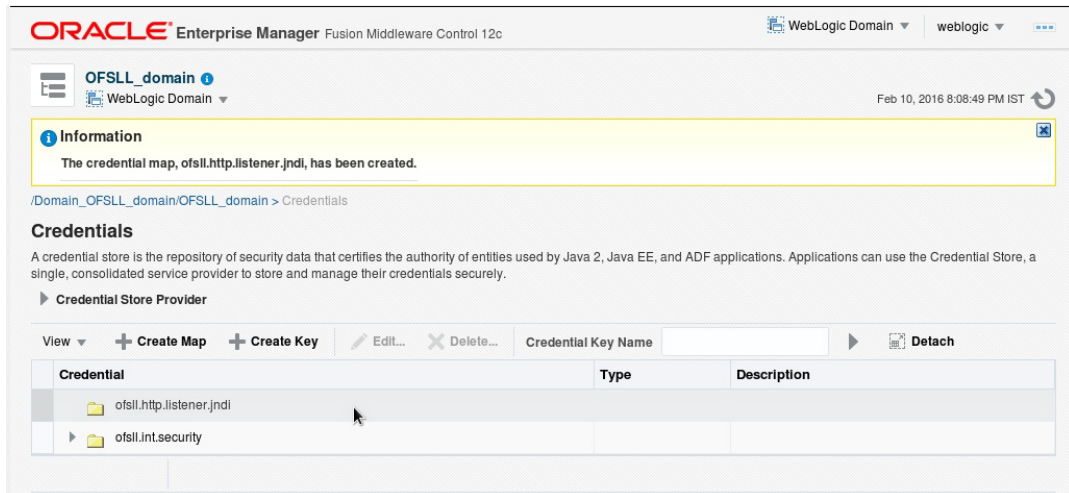 ORACLE Enterprise Manager Fusion Middleware Control 12c
WebLogic Domain weblogic
OFSLL_domain
WebLogic Domain
Feb 10, 2016 8:08:49 PM IST
Information
The credential map, ofsll.http.listener.jndi, has been created.
/Domain_OFSLL_domain/OFSLL_domain > Credentials
Credentials
A credential store is the repository of security data that certifies the authority of entities used by Java 2, Java EE, and ADF applications. Applications can use the Credential Store, a
single, consolidated service provider to store and manage their credentials securely.
Credential Store Provider
View Create Map Create Key Edit... Delete... Credential Key Name Detach
Credential Type Description
ofsll.http.listener.jndi
ofsll.int.security